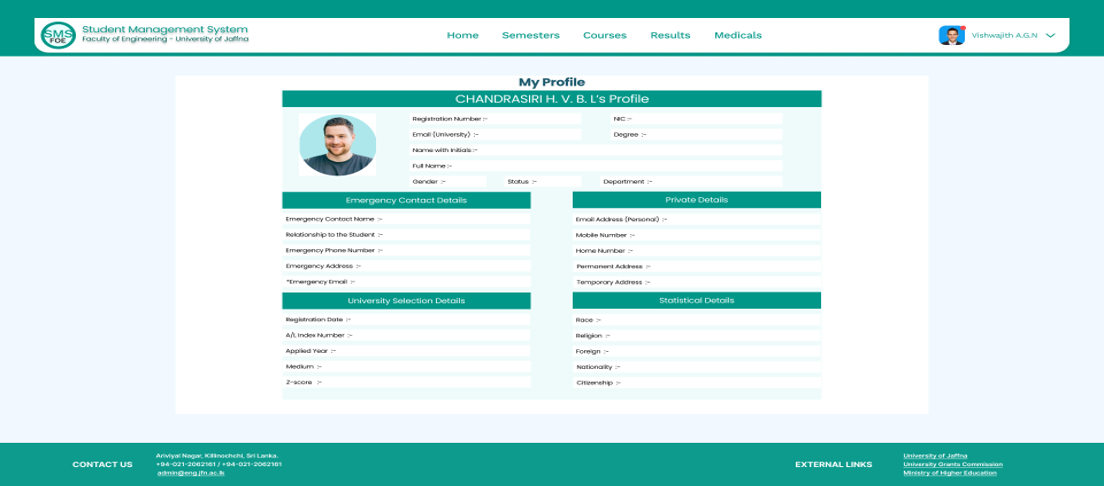 SMS
FOE
Student Management System
Faculty of Engineering - University of Jaffna
Home Semesters Courses Results Medicals
Vishwajith A.G.N
My Profile
CHANDRASIRI H. V. B. L's Profile
Registration Number :- NIC :-
Email (University) :- Degree :-
Name with Initials :-
Full Name :-
Gender :- Status :- Department :-
Emergency Contact Details
Emergency Contact Name :-
Relationship to the Student :-
Emergency Phone Number :-
Emergency Address :-
*Emergency Email :-
Private Details
Email Address (Personal) :-
Mobile Number :-
Home Number :-
Permanent Address :-
Temporary Address :-
University Selection Details
Registration Date :-
A/L Index Number :-
Applied Year :-
Medium :-
Z-score :-
Statistical Details
Race :-
Religion :-
Foreign :-
Nationality :-
Citizenship :-
CONTACT US
Ariviyal Nagar, Killinochchi, Sri Lanka.
+94-021-2062161 / +94-021-2062161
admin@eng.jfn.ac.lk
EXTERNAL LINKS
University of Jaffna
University Grants Commission
Ministry of Higher Education